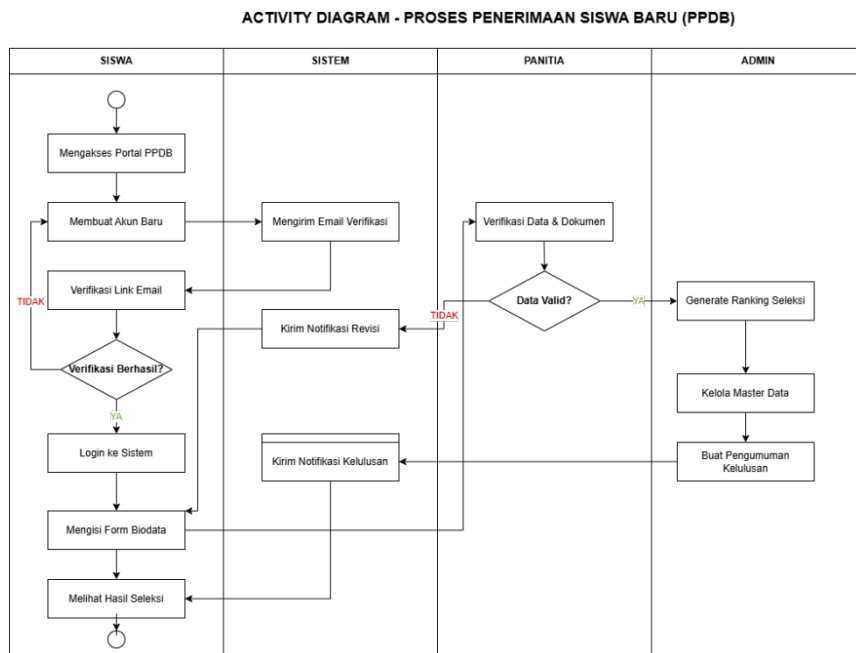 ACTIVITY DIAGRAM - PROSES PENERIMAAN SISWA BARU (PPDB)
SISWA
SISTEM
PANITIA
ADMIN
Mengakses Portal PPDB
Membuat Akun Baru
Mengirim Email Verifikasi
Verifikasi Data & Dokumen
Verifikasi Link Email
TIDAK
Data Valid?
YA
Generate Ranking Seleksi
Kirim Notifikasi Revisi
TIDAK
Verifikasi Berhasil?
Kelola Master Data
YA
Login ke Sistem
Kirim Notifikasi Kelulusan
Buat Pengumuman
Kelulusan
Mengisi Form Biodata
Melihat Hasil Seleksi